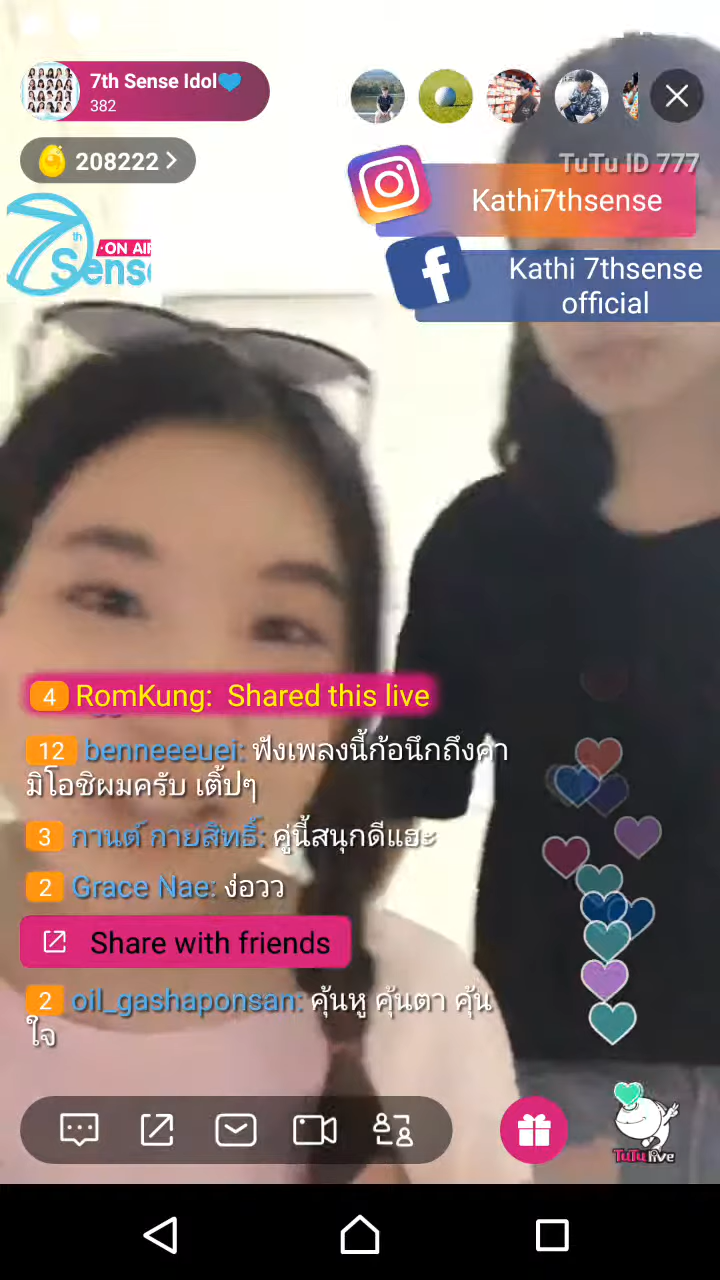 7th Sense Idol💙
382
208222
TuTu ID 777
Kathi7thsense
7th Sense
·ON AIR
Kathi 7thsense
official
4 RomKung: Shared this live
12 benneeeuei: ฟังเพลงนี้ก้อนึกถึงคา
มิโอชิผมครับ เติ้ปๆ
3 กานต์ กายสิทธิ์: คู่นี้สนุกดีแฮะ
2 Grace Nae: ง่อวว
Share with friends
2 oil_gashaponsan: คุ้นหู คุ้นตา คุ้น
ใจ
TuTu live